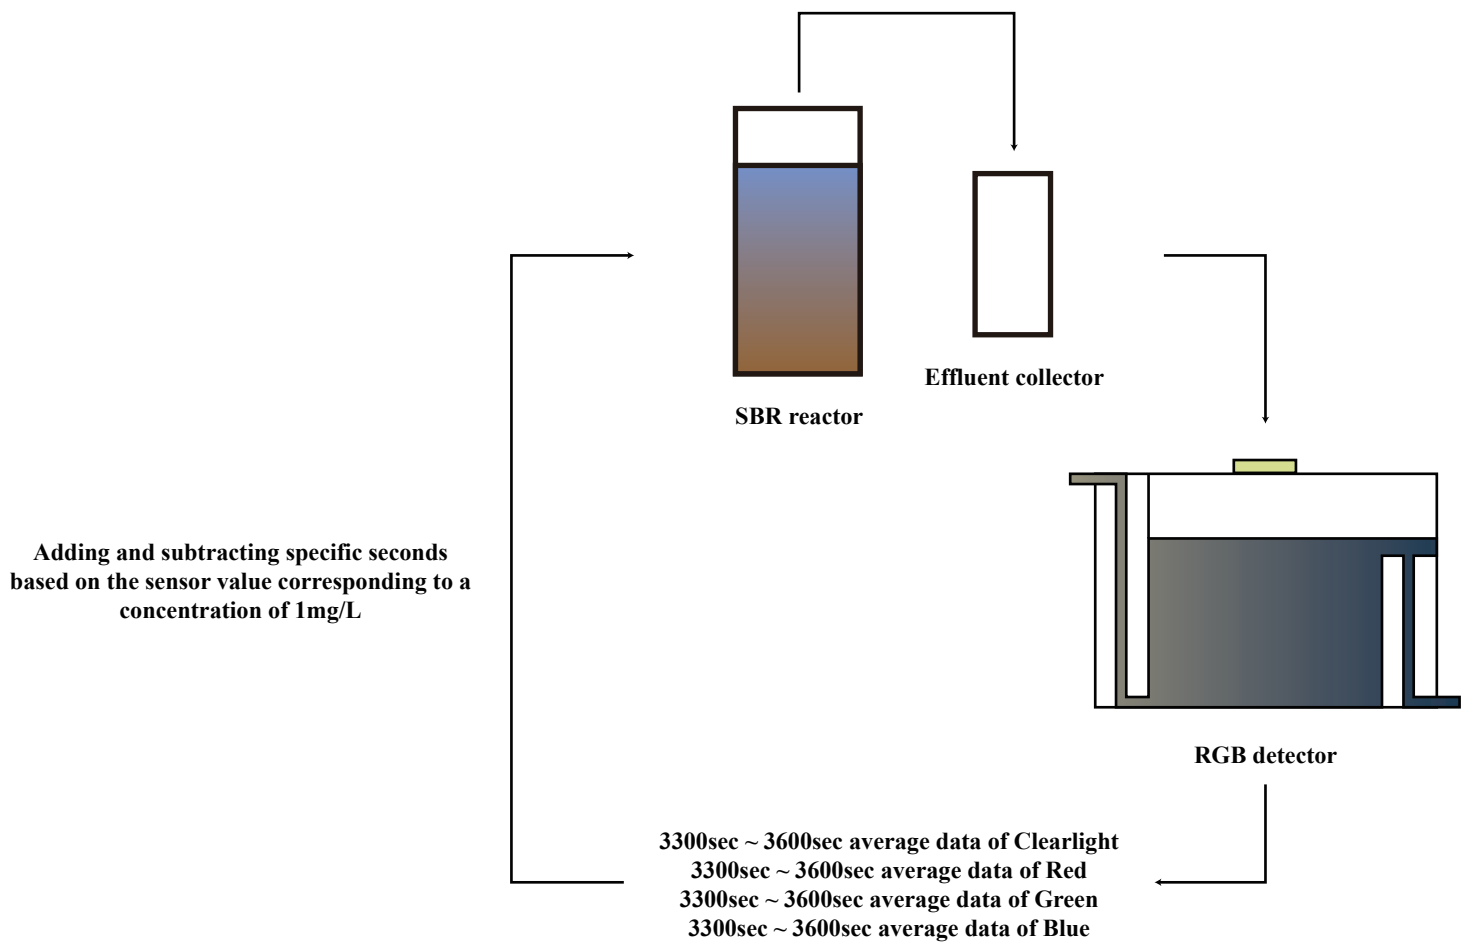 SBR reactor
Effluent collector
RGB detector
3300sec ~ 3600sec average data of Clearlight
3300sec ~ 3600sec average data of Red
3300sec ~ 3600sec average data of Green
3300sec ~ 3600sec average data of Blue
Adding and subtracting specific seconds
based on the sensor value corresponding to a
concentration of 1mg/L